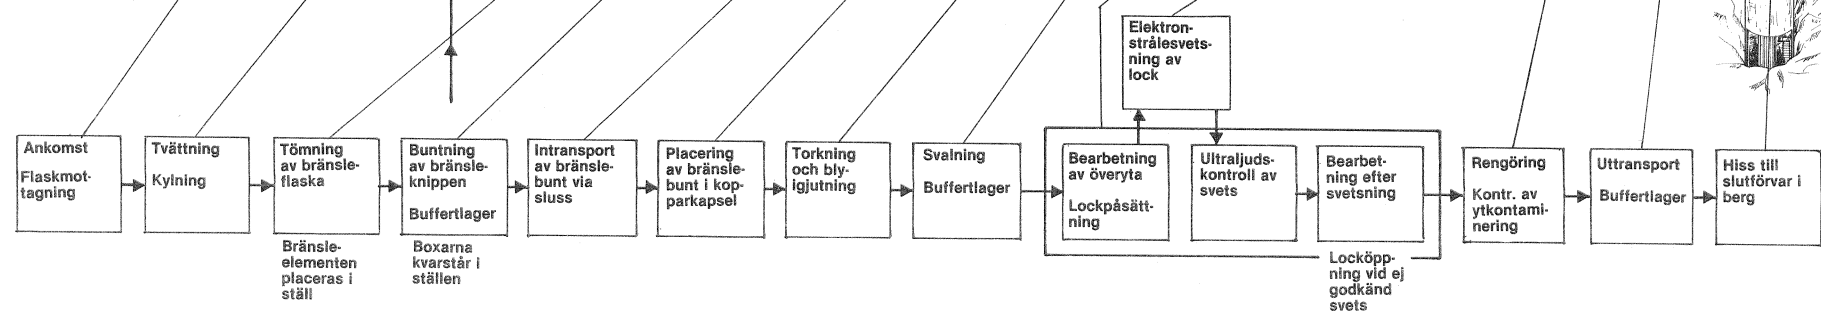 Ankomst
Flaskmot-
tagning
Tvättning
Kylning
Tömning
av bränsle-
flaska
Bränsle-
elementen
placeras i
ställ
Buntning
av bränsle-
knippen
Buffertlager
Boxarna
kvarstår i
ställen
Intransport
av bränsle-
bunt via
sluss
Placering
av bränsle-
bunt i kop-
parkapsel
Torkning
och bly-
igjutning
Svalning
Buffertlager
Bearbetning
av överyta
Lockpåsätt-
ning
Elektron-
strålesvets-
ning av
lock
Ultraljuds-
kontroll av
svets
Bearbet-
ning efter
svetsning
Locköpp-
ning vid ej
godkänd
svets
Rengöring
Kontr. av
ytkontami-
nering
Uttransport
Buffertlager
Hiss till
slutförvar i
berg